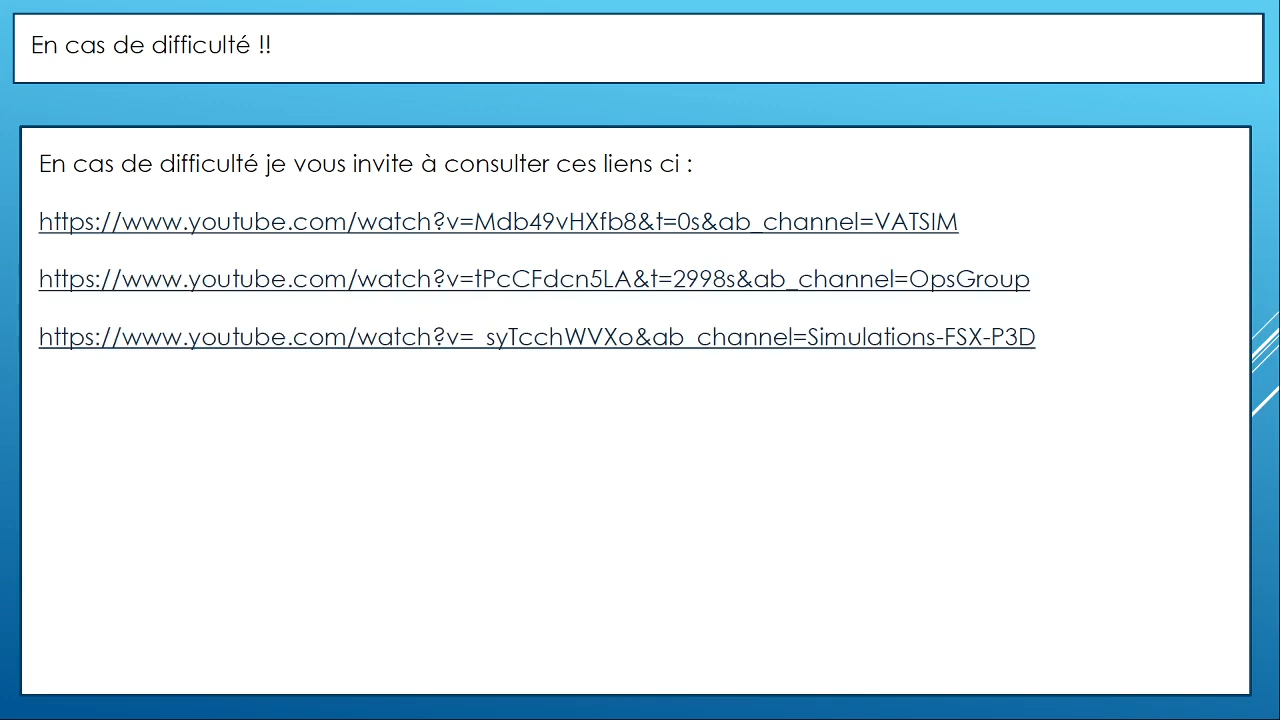 En cas de difficulté !!
En cas de difficulté je vous invite à consulter ces liens ci :
https://www.youtube.com/watch?v=Mdb49vHXfb8&t=0s&ab_channel=VATSIM
https://www.youtube.com/watch?v=tPcCFdcn5LA&t=2998s&ab_channel=OpsGroup
https://www.youtube.com/watch?v=_syTcchWVXo&ab_channel=Simulations-FSX-P3D